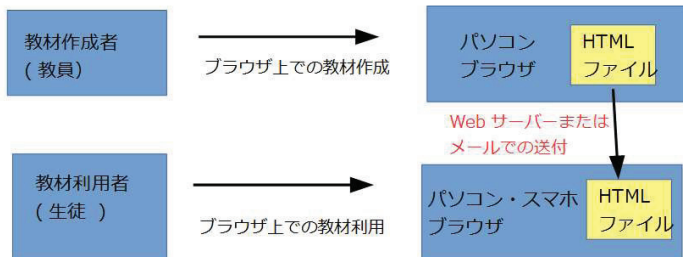 教材作成者
( 教員）
ブラウザ上での教材作成
パソコン
ブラウザ
HTML
ファイル
Web サーバーまたは
メールでの送付
教材利用者
( 生徒 ）
ブラウザ上での教材利用
パソコン・スマホ
ブラウザ
HTML
ファイル